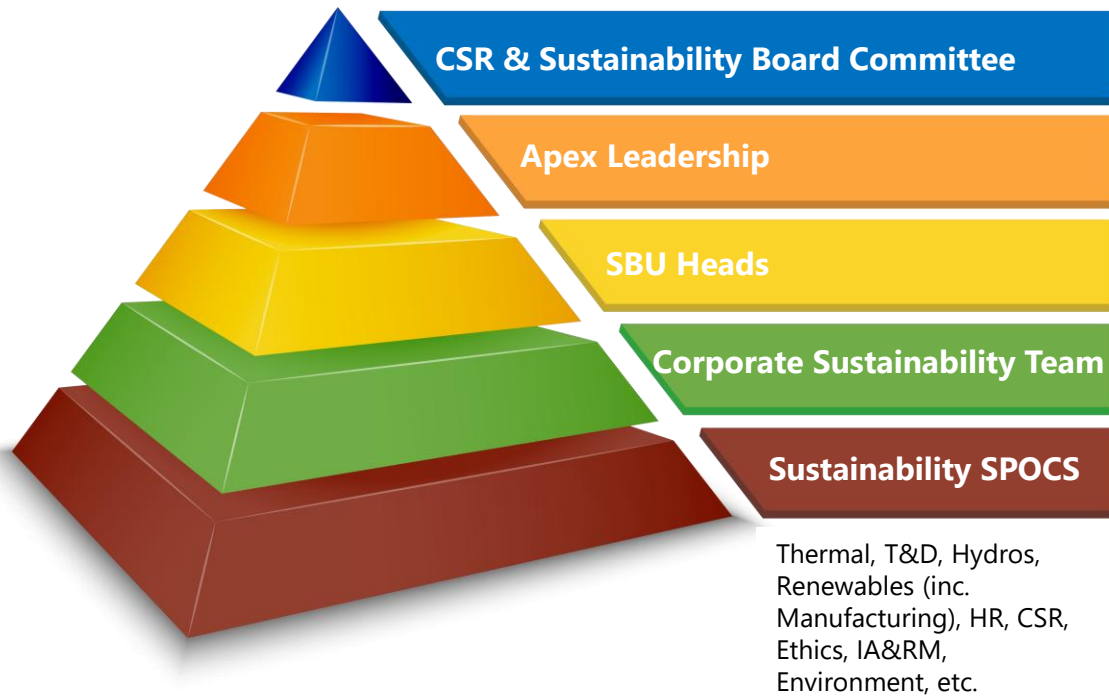 CSR & Sustainability Board Committee
Apex Leadership
SBU Heads
Corporate Sustainability Team
Sustainability SPOCS
Thermal, T&D, Hydros,
Renewables (inc.
Manufacturing), HR, CSR,
Ethics, IA&RM,
Environment, etc.